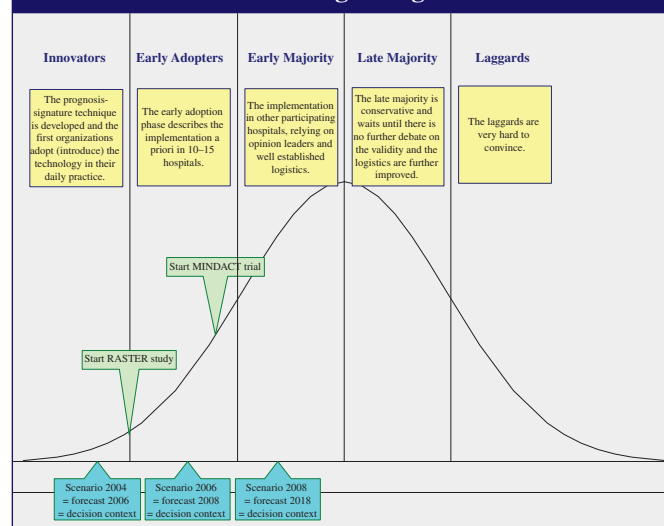 Innovators
Early Adopters
Early Majority
Late Majority
Laggards
The prognosis-
signature technique
is developed and the
first organizations
adopt (introduce) the
technology in their
daily practice.
The early adoption
phase describes the
implementation a
priori in 10–15
hospitals.
The implementation
in other participating
hospitals, relying on
opinion leaders and
well established
logistics.
The late majority is
conservative and
waits until there is
no further debate on
the validity and the
logistics are further
improved.
The laggards are
very hard to
convince.
Start MINDACT trial
Start RASTER study
Scenario 2004
= forecast 2006
= decision context
Scenario 2006
= forecast 2008
= decision context
Scenario 2008
= forecast 2018
= decision context